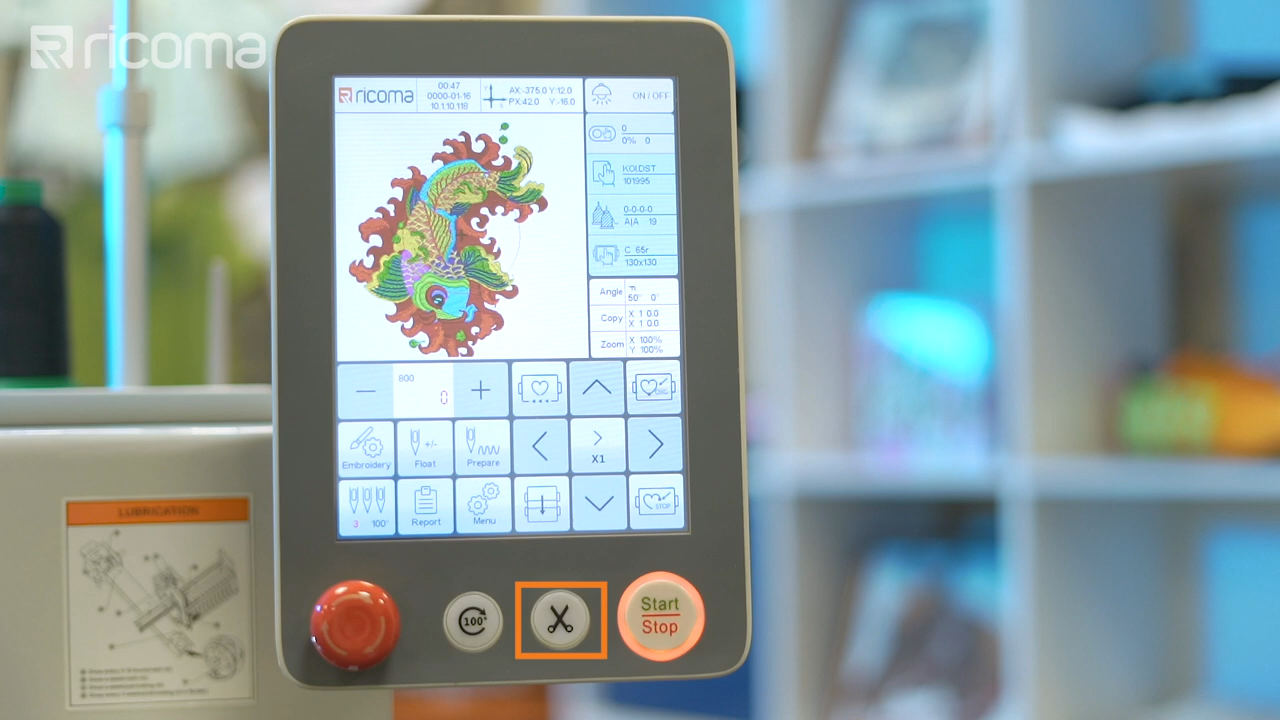 ricoma
ricoma
00:47
0000-01-16
10.1.10.118
Y
X
AX:-375.0 Y:12.0
PX:42.0 Y:-16.0
ON / OFF
0
0% 0
KOIDST
101995
0-0-0-0
A|A 19
C 65r
130x130
Angle
50° 0°
Copy
X 1 0.0
X 1 0.0
Zoom
X 100%
Y 100%
800
0
ORG
Embroidery
+/-
Float
Prepare
X1
3 100°
Report
Menu
STOP
100°
Start
Stop
LUBRICATION